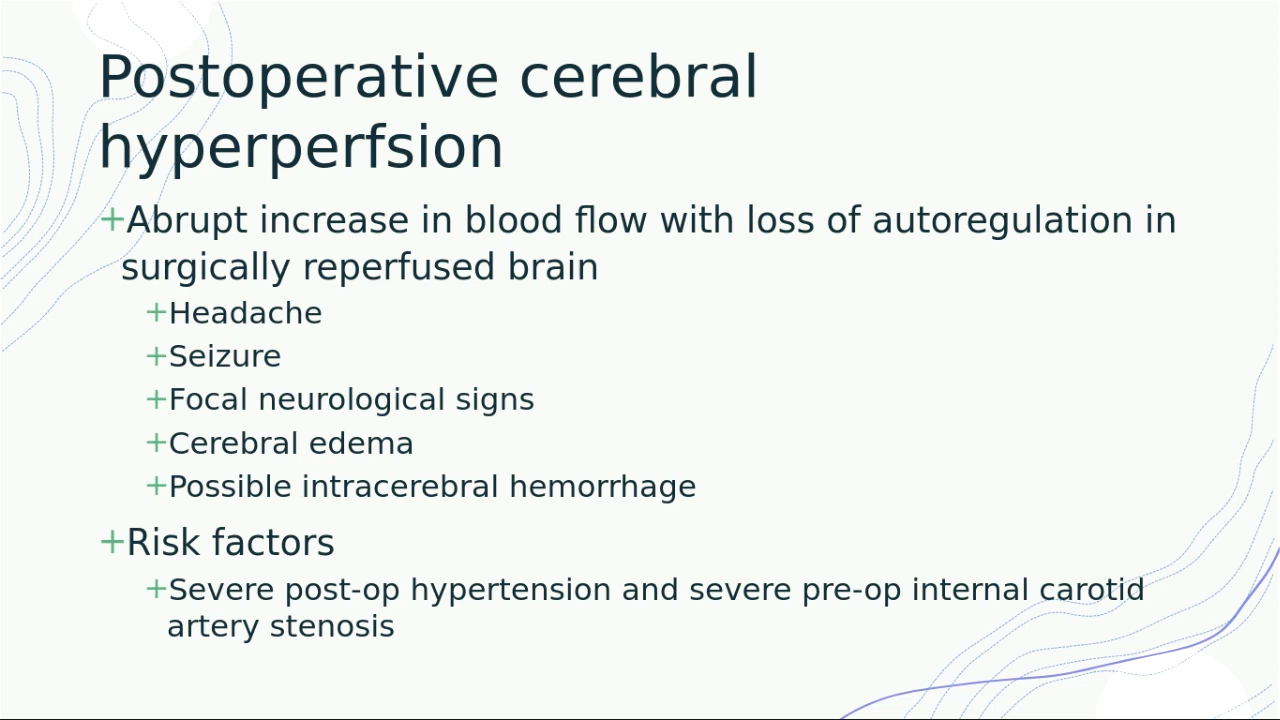 Postoperative cerebral
hyperperfsion
+Abrupt increase in blood flow with loss of autoregulation in
surgically reperfused brain
+Headache
+Seizure
+Focal neurological signs
+Cerebral edema
+Possible intracerebral hemorrhage
+Risk factors
+Severe post-op hypertension and severe pre-op internal carotid
artery stenosis